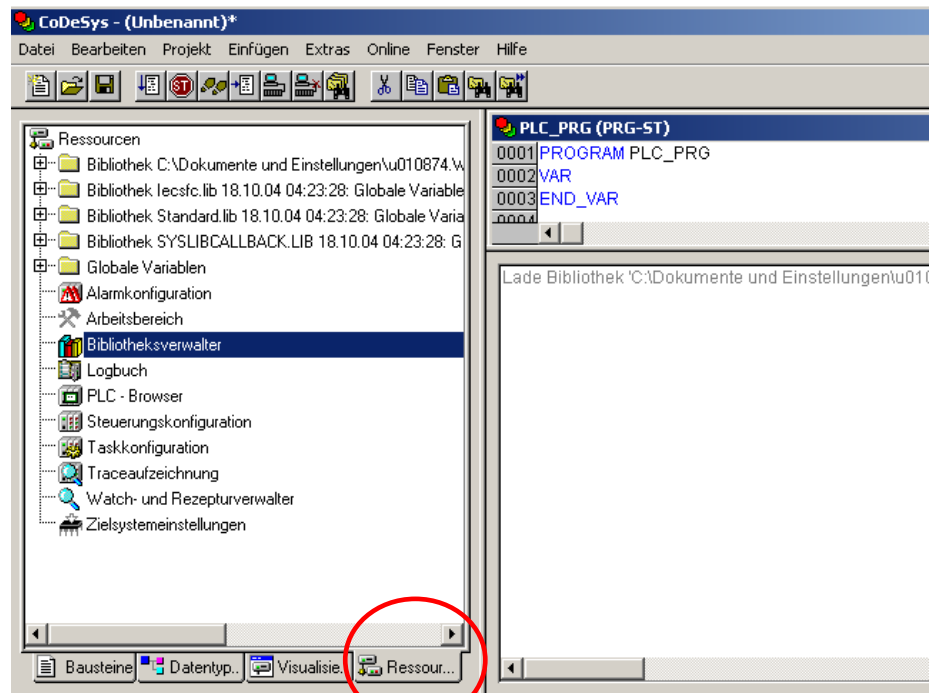 CoDeSys - (Unbenannt)*
Datei Bearbeiten Projekt Einfügen Extras Online Fenster Hilfe
ST
Ressourcen
Bibliothek C:\Dokumente und Einstellungen\u010874.W
Bibliothek Iecsfc.lib 18.10.04 04:23:28: Globale Variable
Bibliothek Standard.lib 18.10.04 04:23:28: Globale Varia
Bibliothek SYSLIBCALLBACK.LIB 18.10.04 04:23:28: G
Globale Variablen
Alarmkonfiguration
Arbeitsbereich
Bibliotheksverwalter
Logbuch
PLC - Browser
Steuerungskonfiguration
Taskkonfiguration
Traceaufzeichnung
Watch- und Rezepturverwalter
Zielsystemeinstellungen
Bausteine Datentyp... Visualisie... Ressour...
PLC_PRG (PRG-ST)
0001 PROGRAM PLC_PRG
0002 VAR
0003 END_VAR
0004
Lade Bibliothek 'C:\Dokumente und Einstellungen\u010